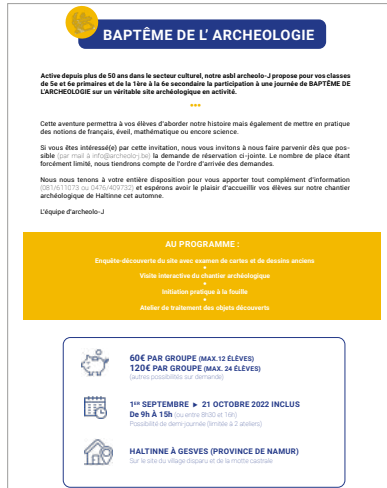 BAPTÊME DE L' ARCHEOLOGIE
Active depuis plus de 50 ans dans le secteur culturel, notre asbl archeolo-J propose pour vos classes
de 5e et 6e primaires et de la 1ère à la 6e secondaire la participation à une journée de BAPTÊME DE
L'ARCHEOLOGIE sur un véritable site archéologique en activité.
Cette aventure permettra à vos élèves d'aborder notre histoire mais également de mettre en pratique
des notions de français, éveil, mathématique ou encore science.
Si vous êtes intéressé(e) par cette invitation, nous vous invitons à nous faire parvenir dès que pos-
sible (par mail à info@archeolo-j.be) la demande de réservation ci-jointe. Le nombre de place étant
forcément limité, nous tiendrons compte de l'ordre d'arrivée des demandes.
Nous nous tenons à votre entière disposition pour vous apporter tout complément d'information
(081/611073 ou 0476/409732) et espérons avoir le plaisir d'accueillir vos élèves sur notre chantier
archéologique de Haltinne cet automne.
L'équipe d'archeolo-J
AU PROGRAMME :
Enquête-découverte du site avec examen de cartes et de dessins anciens
Visite interactive du chantier archéologique
Initiation pratique à la fouille
Atelier de traitement des objets découverts
60€ PAR GROUPE (MAX.12 ÉLÈVES)
120€ PAR GROUPE (MAX. 24 ÉLÈVES)
(autres possibilités sur demande)
1ER SEPTEMBRE ► 21 OCTOBRE 2022 INCLUS
De 9h À 15h (ou entre 8h30 et 16h)
Possibilité de demi-journée (limitée à 2 ateliers)
HALTINNE À GESVES (PROVINCE DE NAMUR)
Sur le site du village disparu et de la motte castrale